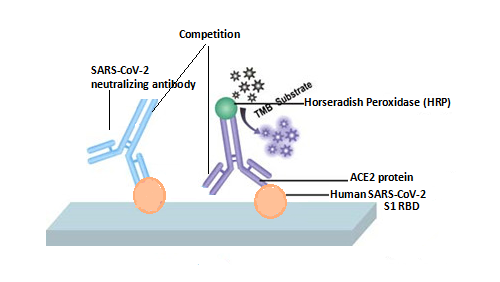 Competition
SARS-CoV-2
neutralizing antibody
TMB Substrate
Horseradish Peroxidase (HRP)
ACE2 protein
Human SARS-CoV-2
S1 RBD